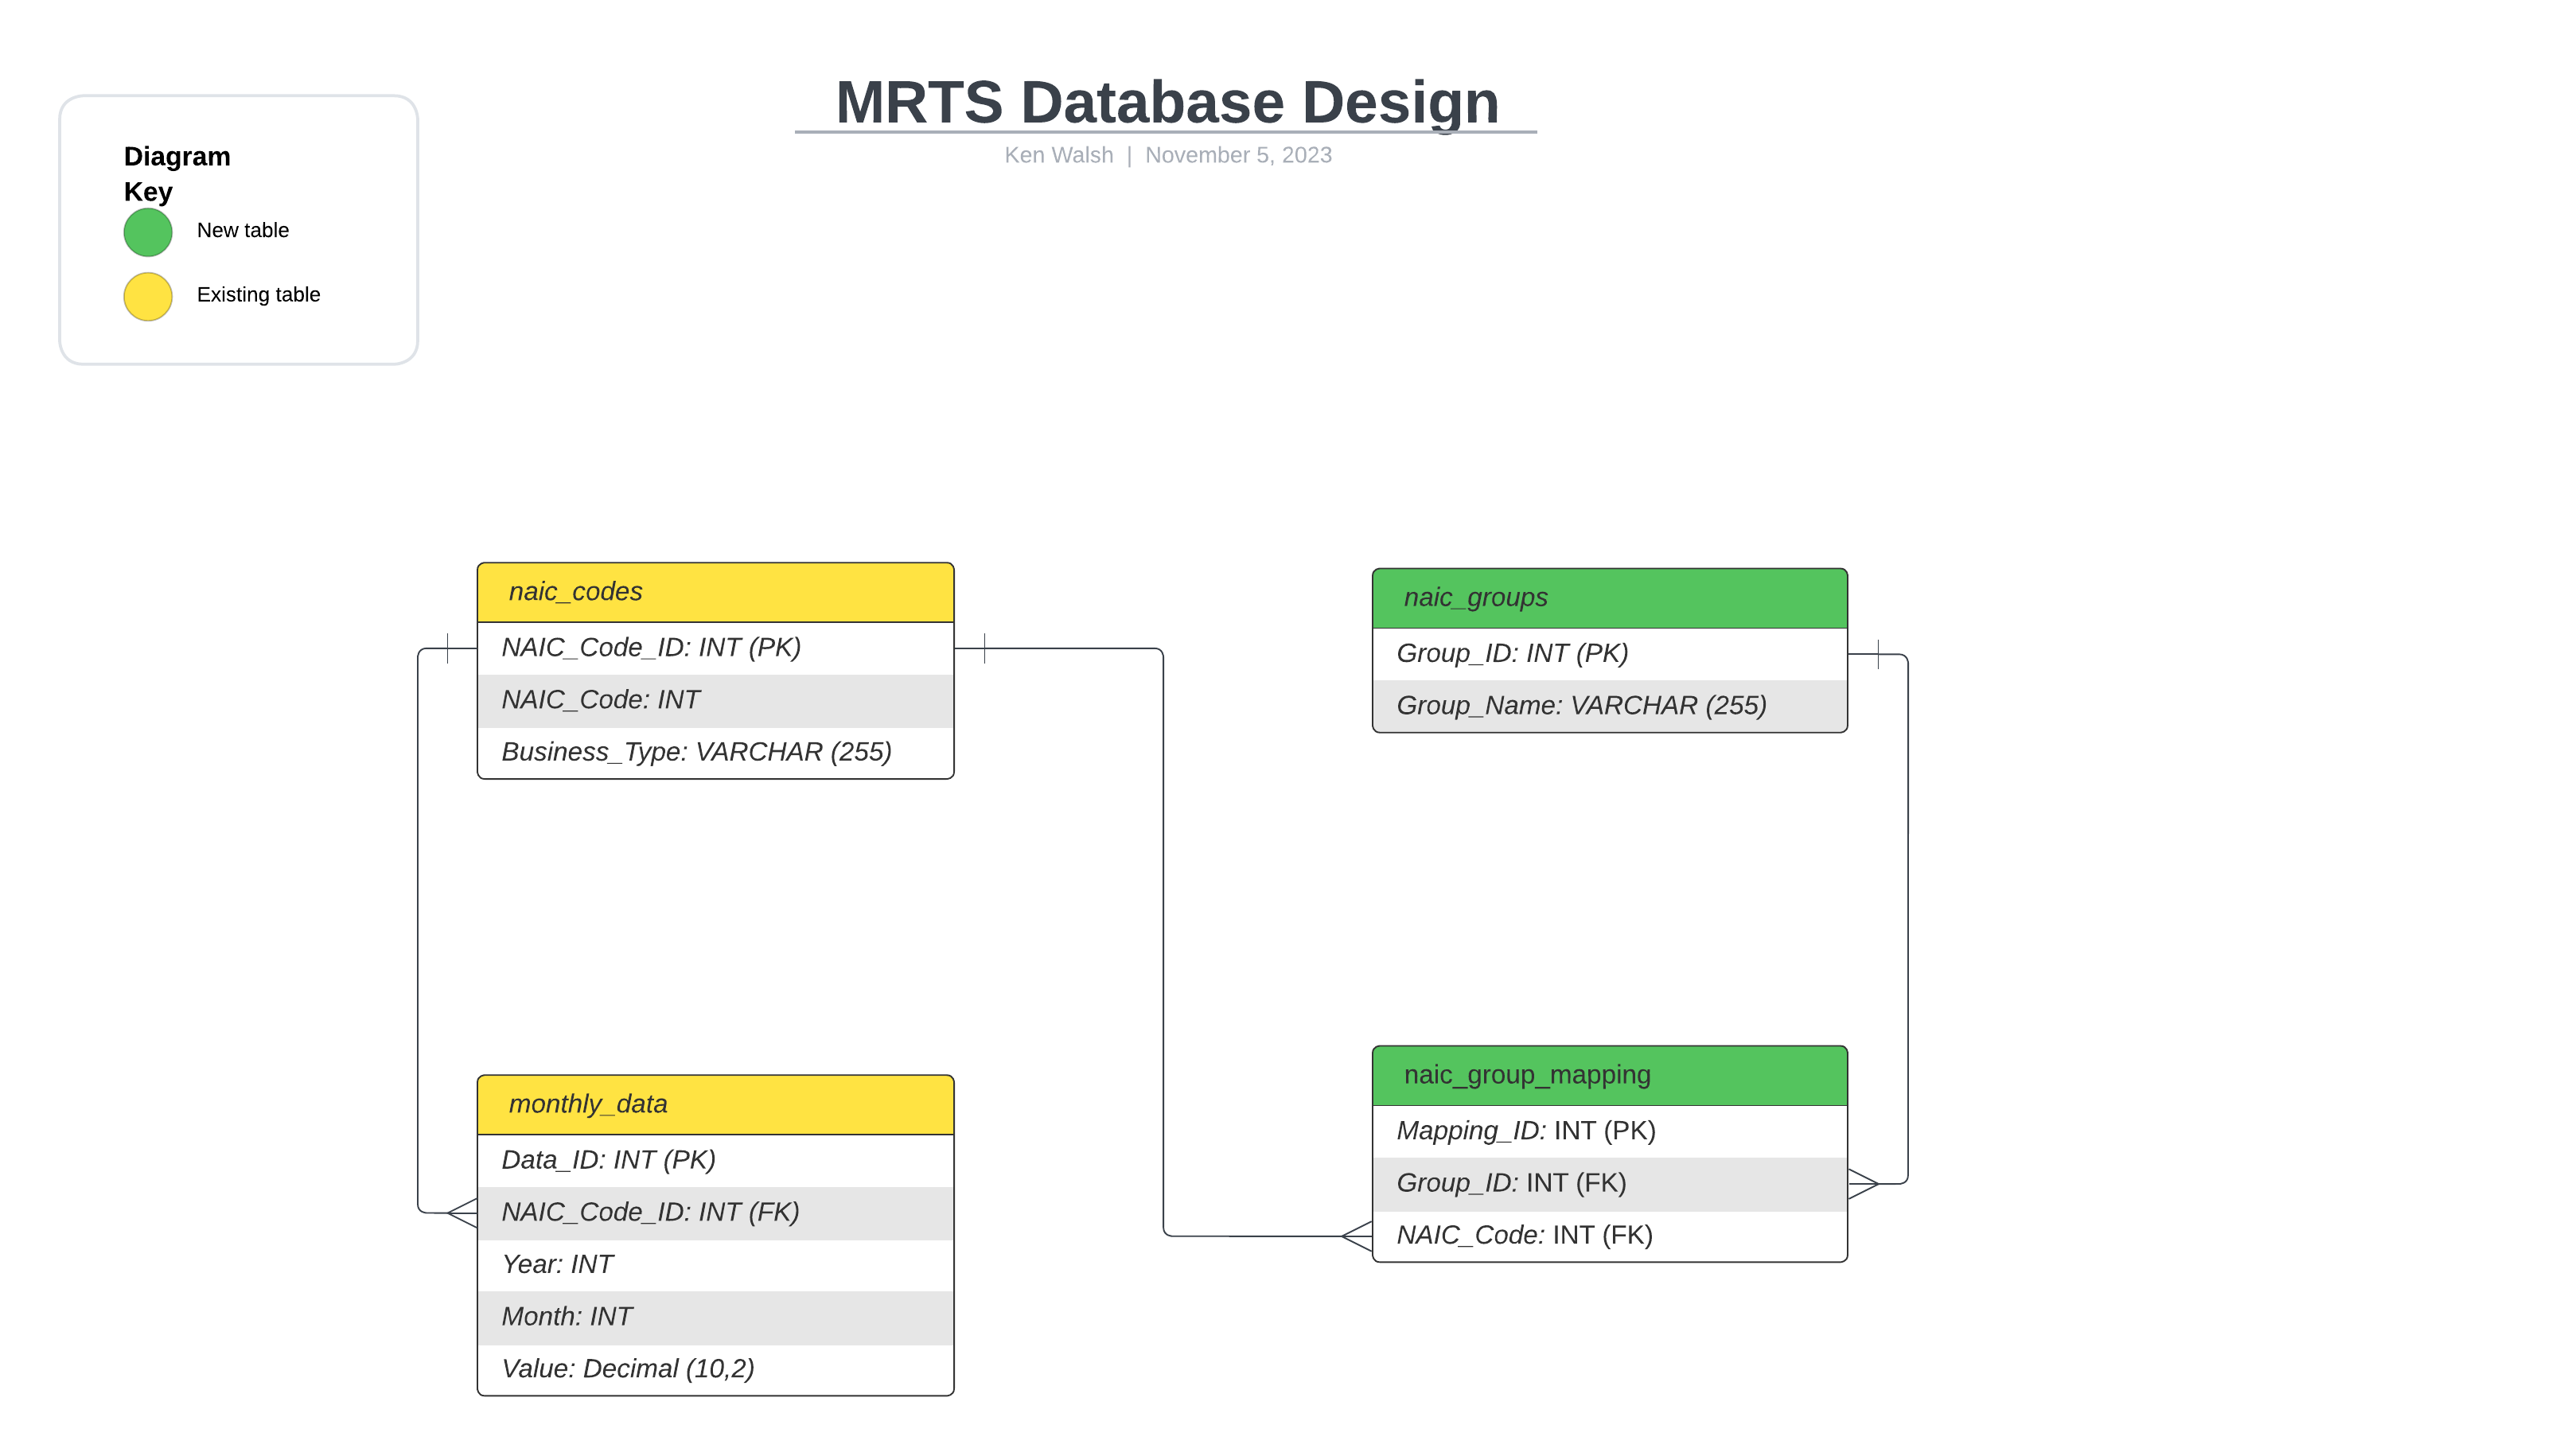 MRTS Database Design
Ken Walsh | November 5, 2023
Diagram
Key
New table
Existing table
naic_codes
NAIC_Code_ID: INT (PK)
NAIC_Code: INT
Business_Type: VARCHAR (255)
naic_groups
Group_ID: INT (PK)
Group_Name: VARCHAR (255)
monthly_data
Data_ID: INT (PK)
NAIC_Code_ID: INT (FK)
Year: INT
Month: INT
Value: Decimal (10,2)
naic_group_mapping
Mapping_ID: INT (PK)
Group_ID: INT (FK)
NAIC_Code: INT (FK)